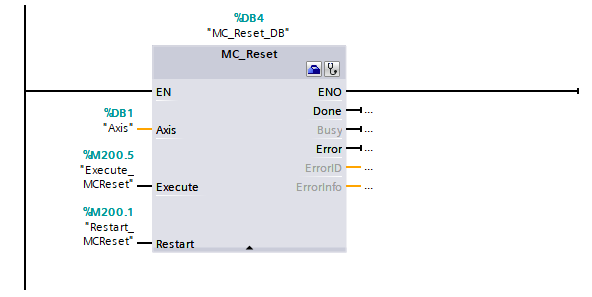 %DB4
"MC_Reset_DB"
MC_Reset
EN
ENO
%DB1
"Axis"
Axis
Done
...
Busy
...
Error
...
%M200.5
"Execute_
MCReset"
Execute
ErrorID
...
ErrorInfo
...
%M200.1
"Restart_
MCReset"
Restart